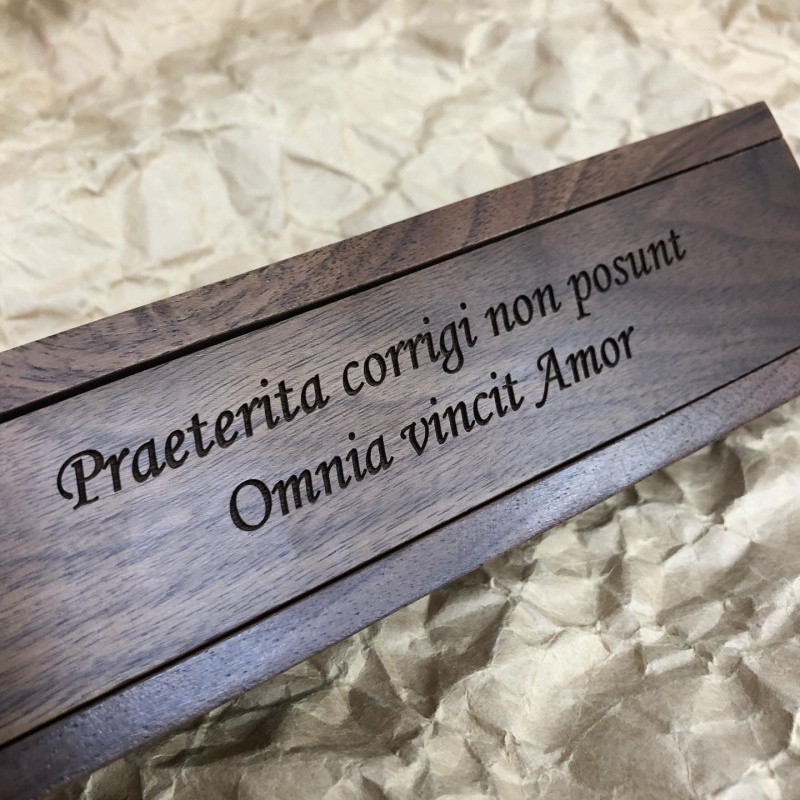 Praeterita corrigi non posunt
Omnia vincit Amor